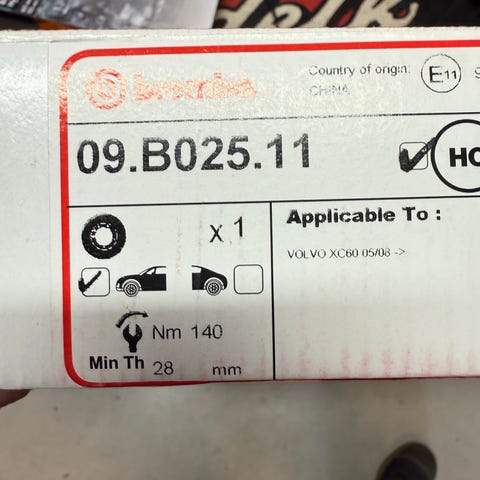 brembo
Country of origin:
CHINA
E11
09.B025.11
HC
x 1
Applicable To :
VOLVO XC60 05/08 ->
Nm 140
Min Th 28 mm